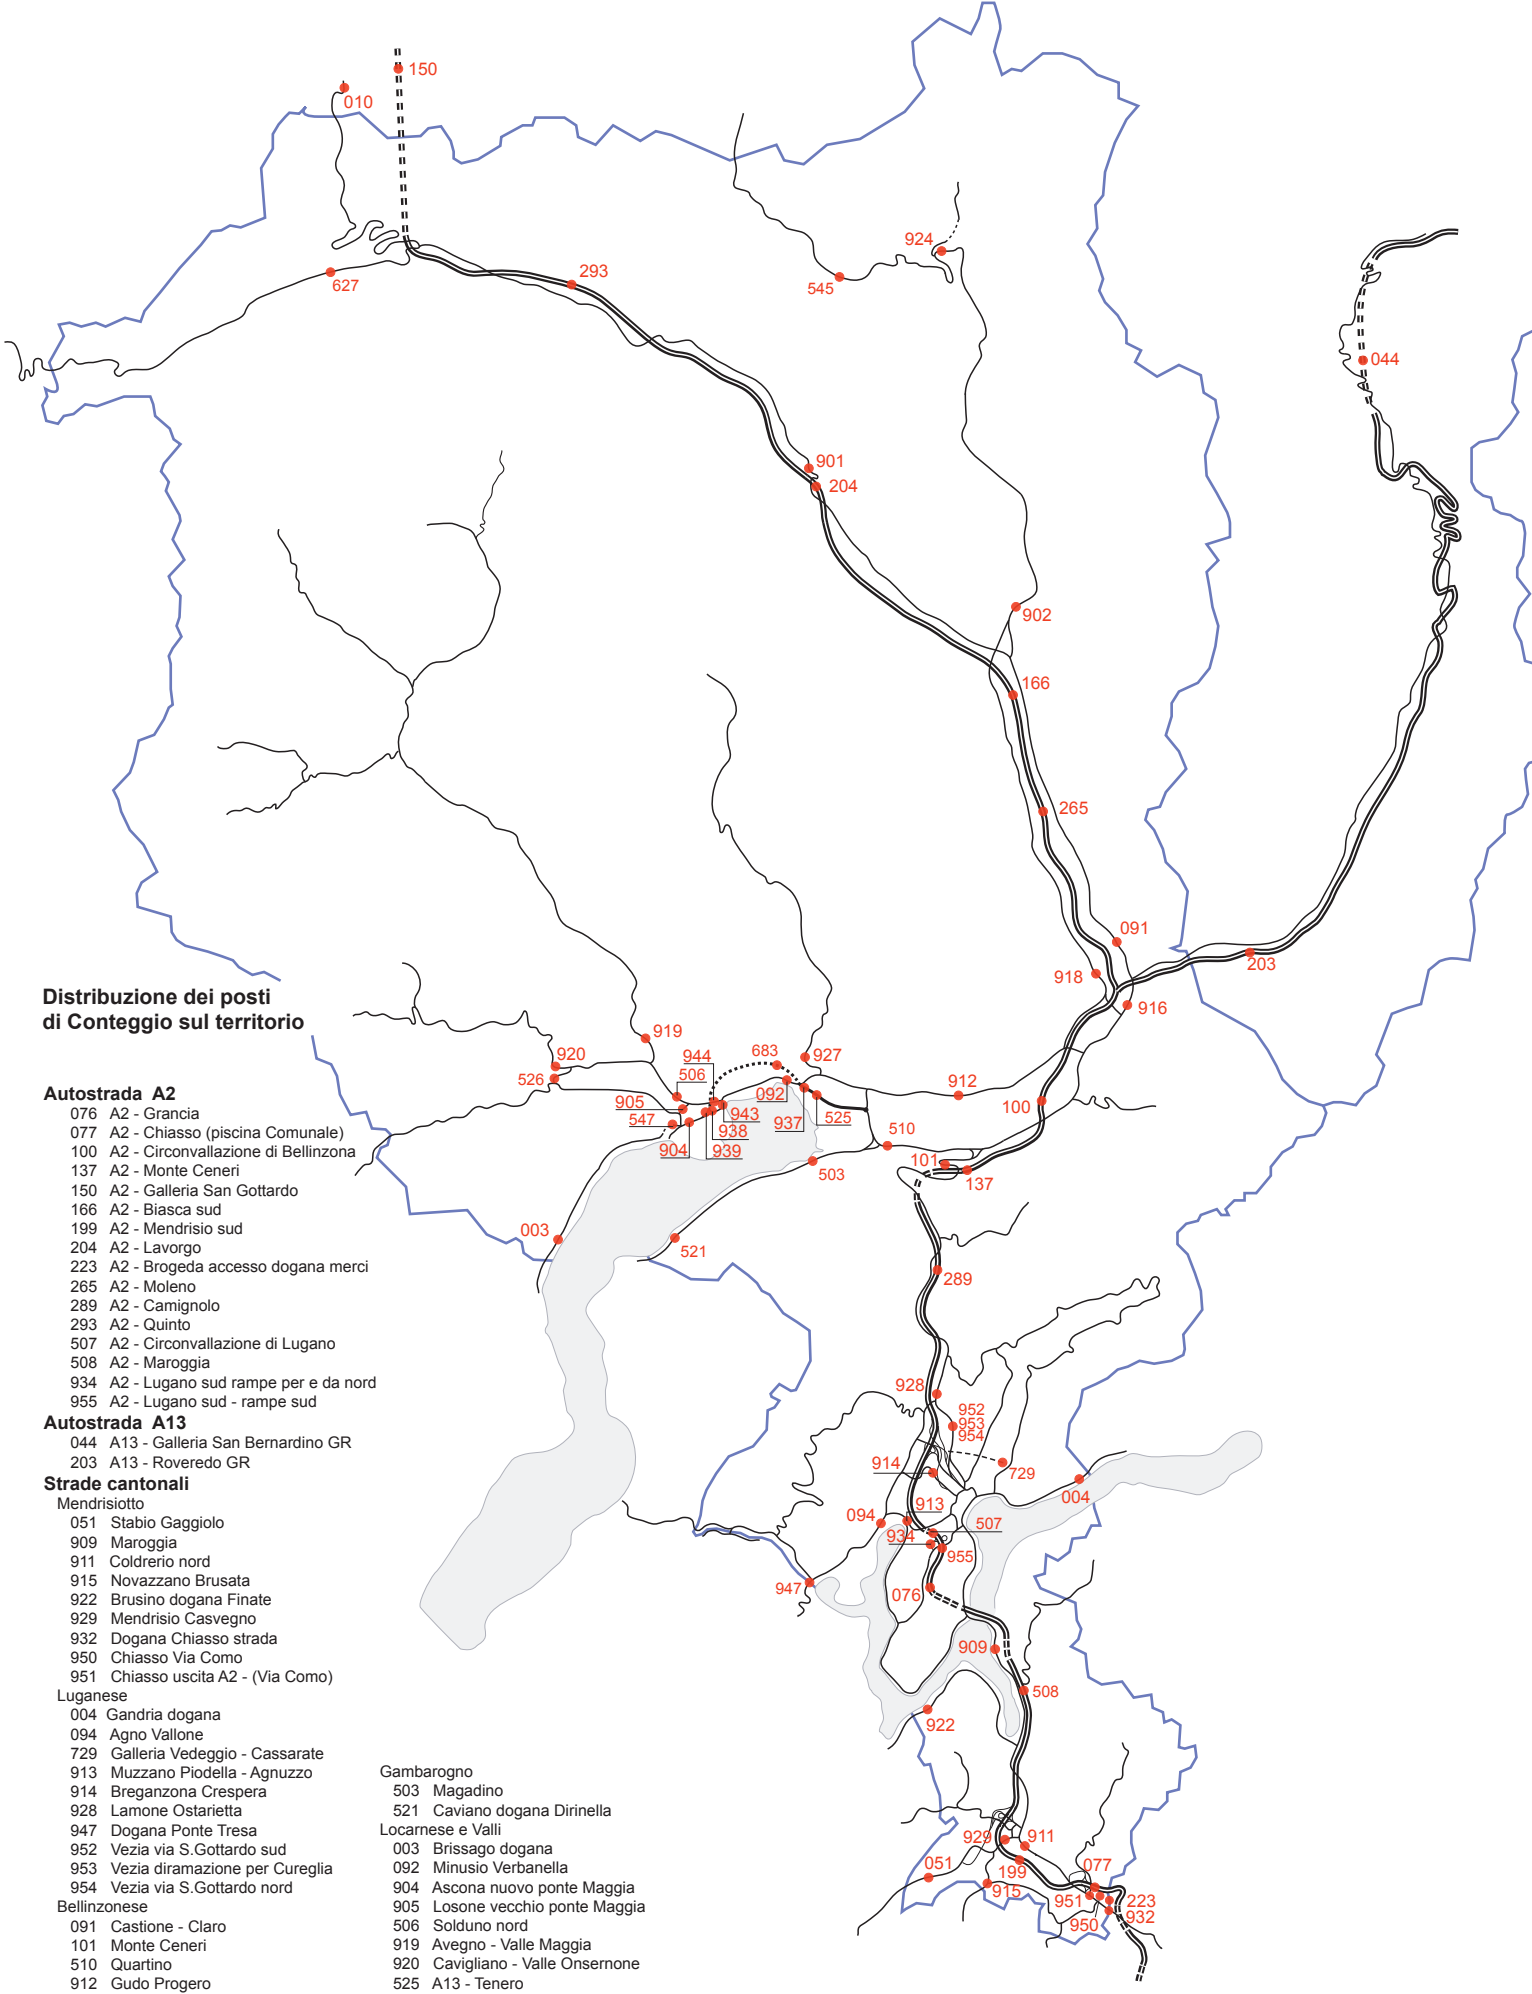 150
010
924
293
627
545
044
901
204
902
166
265
091
918
203
916
Distribuzione dei posti
di Conteggio sul territorio
919
944
683
927
920
506
526
092
912
905
943
525
100
547
938
937
904
939
510
101
503
137
003
521
289
928
952
953
954
914
729
004
913
094
507
934
955
947
076
909
508
922
929
911
051
199
077
915
951
223
950
932
Autostrada A2
076 A2 - Grancia
077 A2 - Chiasso (piscina Comunale)
100 A2 - Circonvallazione di Bellinzona
137 A2 - Monte Ceneri
150 A2 - Galleria San Gottardo
166 A2 - Biasca sud
199 A2 - Mendrisio sud
204 A2 - Lavorgo
223 A2 - Brogeda accesso dogana merci
265 A2 - Moleno
289 A2 - Camignolo
293 A2 - Quinto
507 A2 - Circonvallazione di Lugano
508 A2 - Maroggia
934 A2 - Lugano sud rampe per e da nord
955 A2 - Lugano sud - rampe sud
Autostrada A13
044 A13 - Galleria San Bernardino GR
203 A13 - Roveredo GR
Strade cantonali
Mendrisiotto
051 Stabio Gaggiolo
909 Maroggia
911 Coldrerio nord
915 Novazzano Brusata
922 Brusino dogana Finate
929 Mendrisio Casvegno
932 Dogana Chiasso strada
950 Chiasso Via Como
951 Chiasso uscita A2 - (Via Como)
Luganese
004 Gandria dogana
094 Agno Vallone
729 Galleria Vedeggio - Cassarate
913 Muzzano Piodella - Agnuzzo
914 Breganzona Crespera
928 Lamone Ostarietta
947 Dogana Ponte Tresa
952 Vezia via S.Gottardo sud
953 Vezia diramazione per Cureglia
954 Vezia via S.Gottardo nord
Bellinzonese
091 Castione - Claro
101 Monte Ceneri
510 Quartino
912 Gudo Progero
Gambarogno
503 Magadino
521 Caviano dogana Dirinella
Locarnese e Valli
003 Brissago dogana
092 Minusio Verbanella
904 Ascona nuovo ponte Maggia
905 Losone vecchio ponte Maggia
506 Solduno nord
919 Avegno - Valle Maggia
920 Cavigliano - Valle Onsernone
525 A13 - Tenero